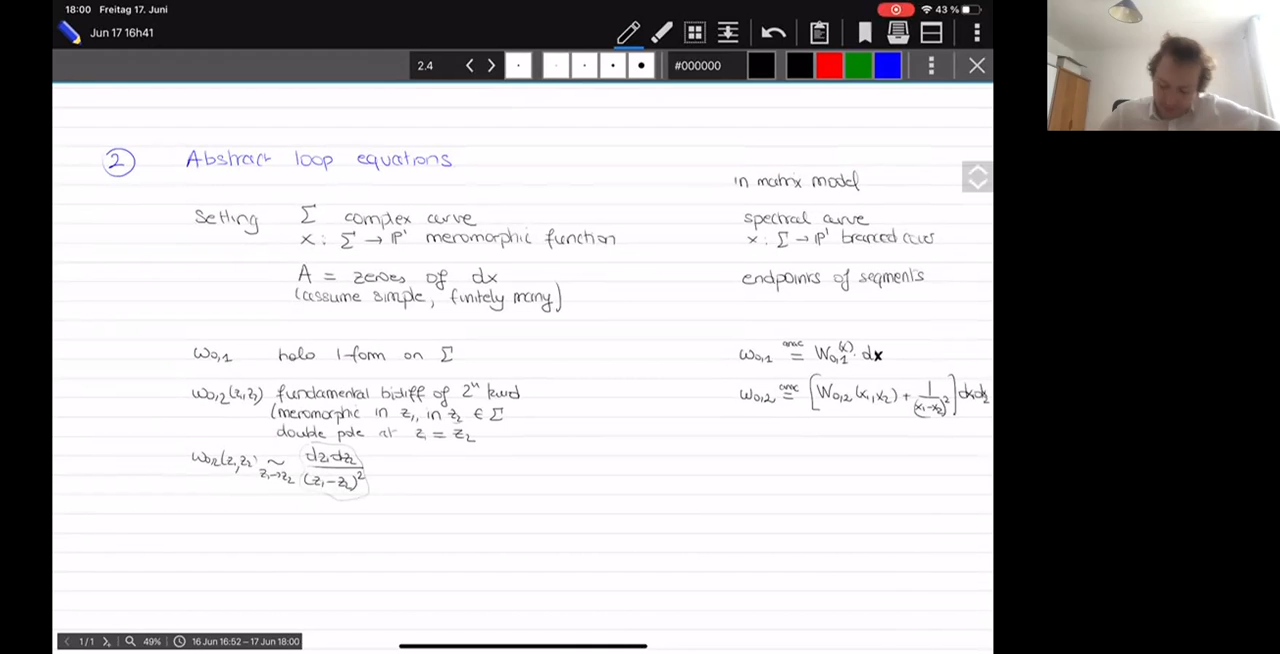 18:00 Freitag 17. Juni
43 %
Jun 17 16h41
2.4
#000000
② Abstract loop equations
in matrix model
Setting Σ complex curve
spectral curve
x : Σ → P¹ meromorphic function
x : Σ → P¹ branced cover
A = zeroes of dx
endpoints of segments
(assume simple, finitely many)
ω0,1 holo 1-form on Σ
ω0,1 = W0,1(x) dx
ω0,2(z1,z2) fundamental bidiff of 2nd kind
ω0,2 = [W0,2(x1,x2) + 1/(x1-x2)²] dx1dx2
(meromorphic in z1, in z2 ∈ Σ
double pole at z1 = z2
ω0,2(z1,z2) ~ z1→z2 dz1dz2/(z1-z2)²
1/1 49% 16 Jun 16:52 – 17 Jun 18:00